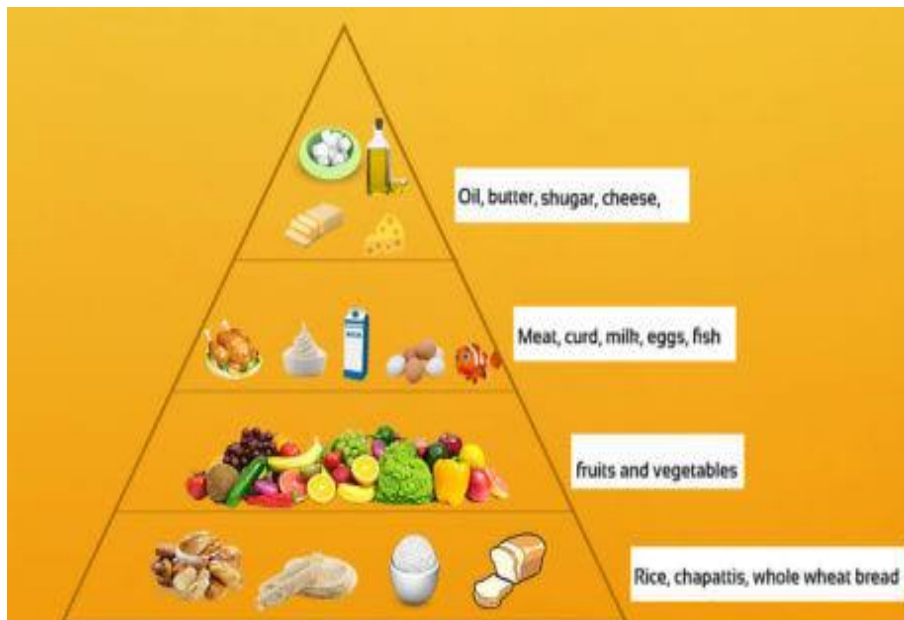 Oil, butter, shugar, cheese,
Meat, curd, milk, eggs, fish
fruits and vegetables
Rice, chapattis, whole wheat bread